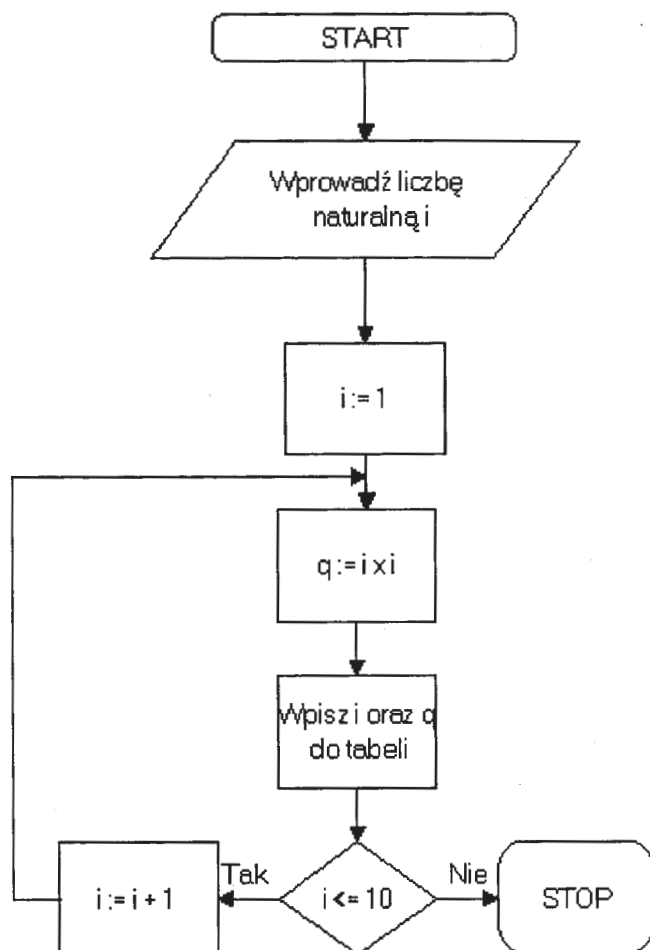 START
Wprowadź liczbę
naturalną i
i := 1
q := i x i
Wpisz i oraz q
do tabeli
Tak
Nie
i := i + 1
i <= 10
STOP